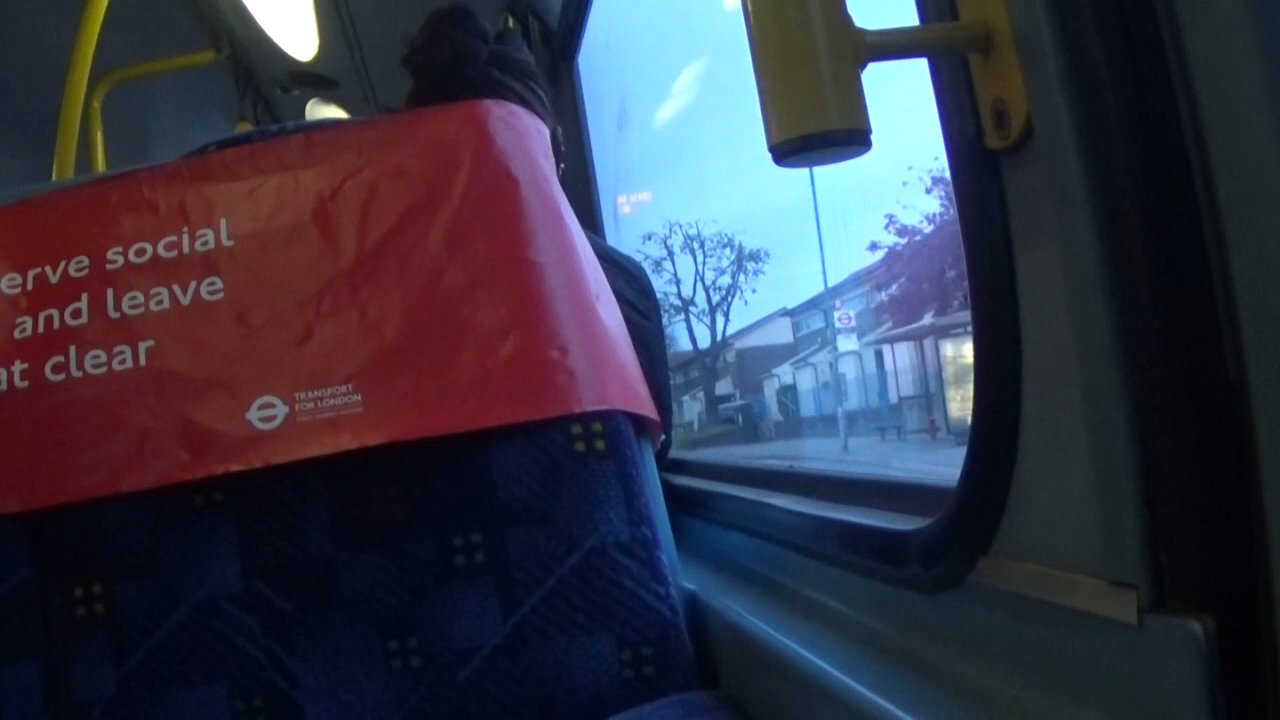 erve social
and leave
at clear
TRANSPORT
FOR LONDON